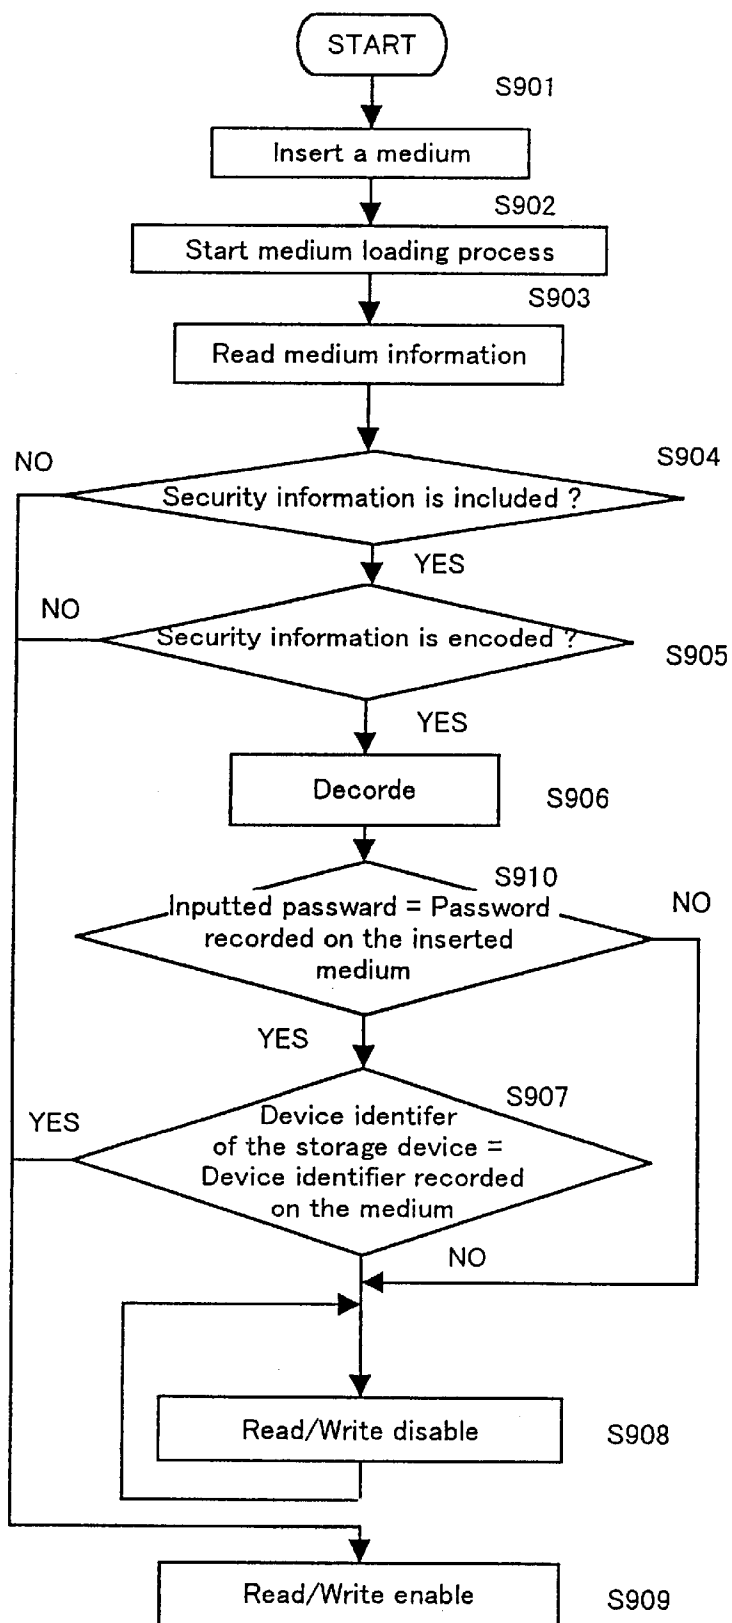 START
S901
Insert a medium
S902
Start medium loading process
S903
Read medium information
NO
S904
Security information is included ?
YES
NO
Security information is encoded ?
S905
YES
Decorde
S906
S910
Inputted passward = Password
recorded on the inserted
medium
NO
YES
S907
YES
Device identifer
of the storage device =
Device identifier recorded
on the medium
NO
Read/Write disable
S908
Read/Write enable
S909